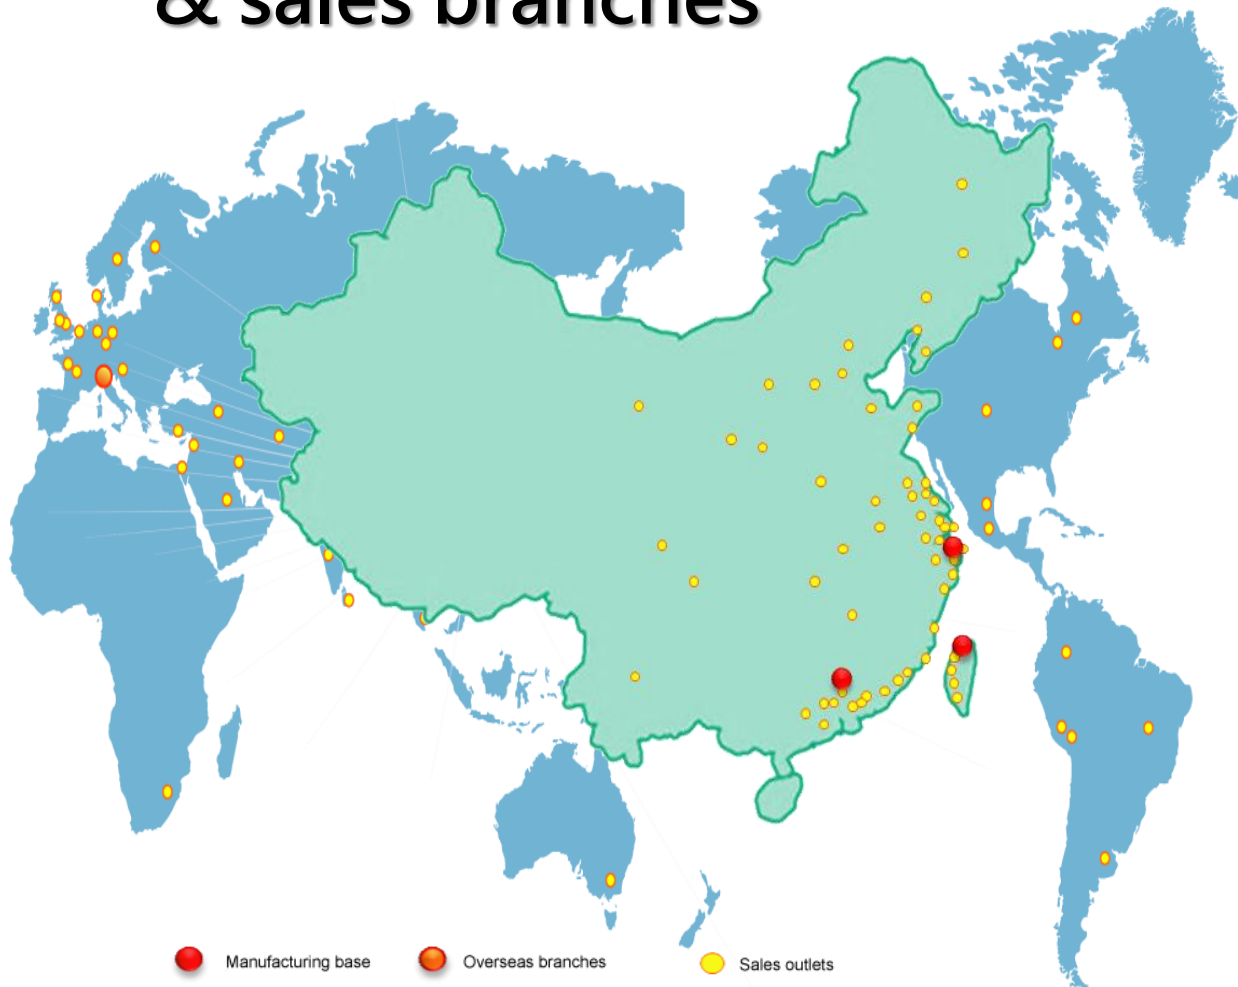 & sales branches
Manufacturing base
Overseas branches
Sales outlets